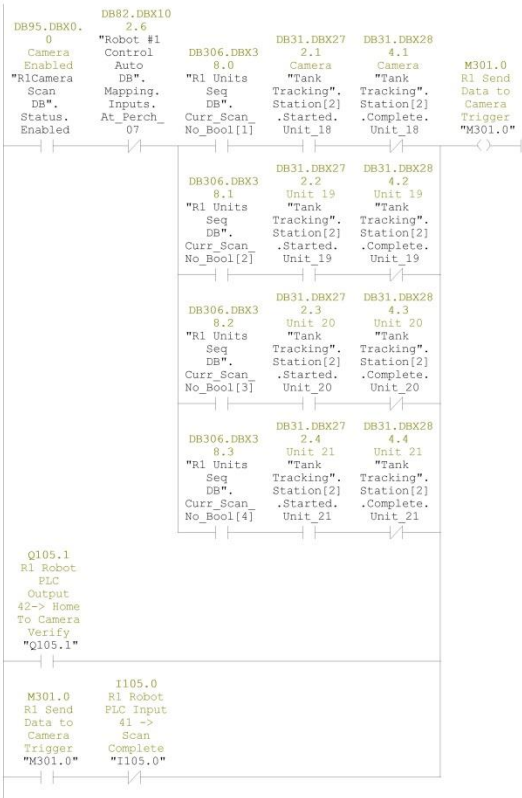 DB95.DBX0.
0
Camera
Enabled
"R1Camera
Scan
DB".
Status.
Enabled
DB82.DBX10
2.6
"Robot #1
Control
Auto
DB".
Mapping.
Inputs.
At_Perch_
07
DB306.DBX3
8.0
"R1 Units
Seq
DB".
Curr_Scan_
No_Bool[1]
DB31.DBX27
2.1
Camera
"Tank
Tracking".
Station[2]
.Started.
Unit_18
DB31.DBX28
4.1
Camera
"Tank
Tracking".
Station[2]
.Complete.
Unit_18
M301.0
R1 Send
Data to
Camera
Trigger
"M301.0"
DB306.DBX3
8.1
"R1 Units
Seq
DB".
Curr_Scan_
No_Bool[2]
DB31.DBX27
2.2
Unit 19
"Tank
Tracking".
Station[2]
.Started.
Unit_19
DB31.DBX28
4.2
Unit 19
"Tank
Tracking".
Station[2]
.Complete.
Unit_19
DB306.DBX3
8.2
"R1 Units
Seq
DB".
Curr_Scan_
No_Bool[3]
DB31.DBX27
2.3
Unit 20
"Tank
Tracking".
Station[2]
.Started.
Unit_20
DB31.DBX28
4.3
Unit 20
"Tank
Tracking".
Station[2]
.Complete.
Unit_20
DB306.DBX3
8.3
"R1 Units
Seq
DB".
Curr_Scan_
No_Bool[4]
DB31.DBX27
2.4
Unit 21
"Tank
Tracking".
Station[2]
.Started.
Unit_21
DB31.DBX28
4.4
Unit 21
"Tank
Tracking".
Station[2]
.Complete.
Unit_21
Q105.1
R1 Robot
PLC
Output
42-> Home
To Camera
Verify
"Q105.1"
M301.0
R1 Send
Data to
Camera
Trigger
"M301.0"
I105.0
R1 Robot
PLC Input
41 ->
Scan
Complete
"I105.0"